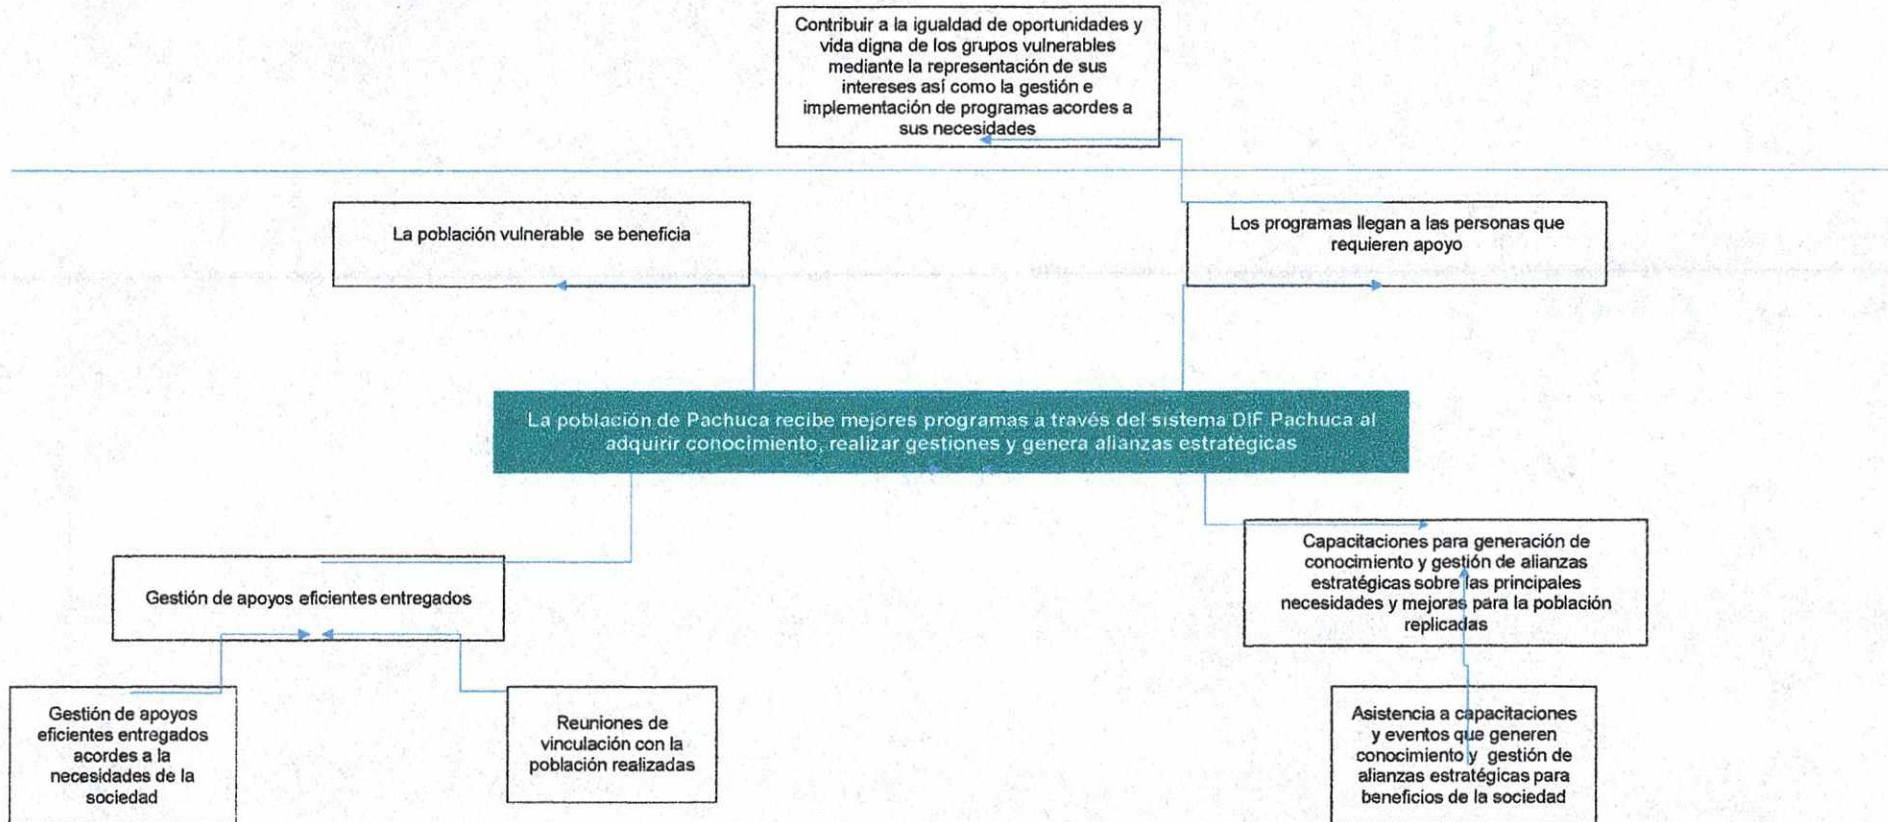 Contribuir a la igualdad de oportunidades y
vida digna de los grupos vulnerables
mediante la representación de sus
intereses así como la gestión e
implementación de programas acordes a
sus necesidades
La población vulnerable se beneficia
Los programas llegan a las personas que
requieren apoyo
La población de Pachuca recibe mejores programas a través del sistema DIF Pachuca al
adquirir conocimiento, realizar gestiones y genera alianzas estratégicas
Gestión de apoyos eficientes entregados
Capacitaciones para generación de
conocimiento y gestión de alianzas
estratégicas sobre las principales
necesidades y mejoras para la población
replicadas
Gestión de apoyos
eficientes entregados
acordes a la
necesidades de la
sociedad
Reuniones de
vinculación con la
población realizadas
Asistencia a capacitaciones
y eventos que generen
conocimiento y gestión de
alianzas estratégicas para
beneficios de la sociedad